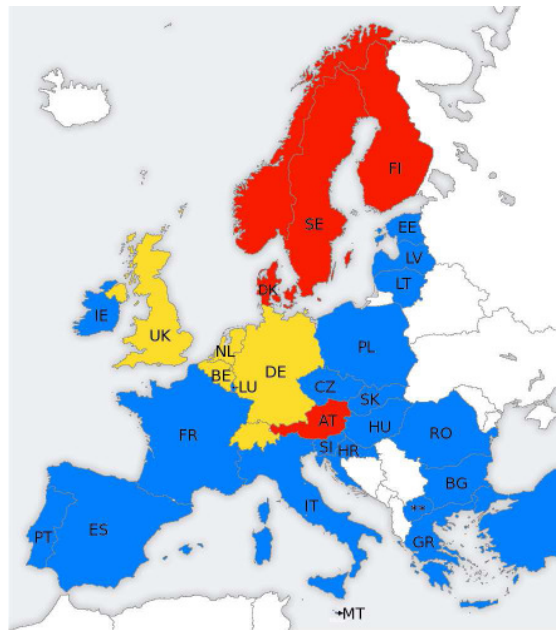 FI
SE
EE
LV
DK
LT
IE
UK
NL
PL
BE
DE
LU
CZ
SK
FR
AT
HU
SI
HR
RO
BG
IT
PT
ES
**
GR
MT